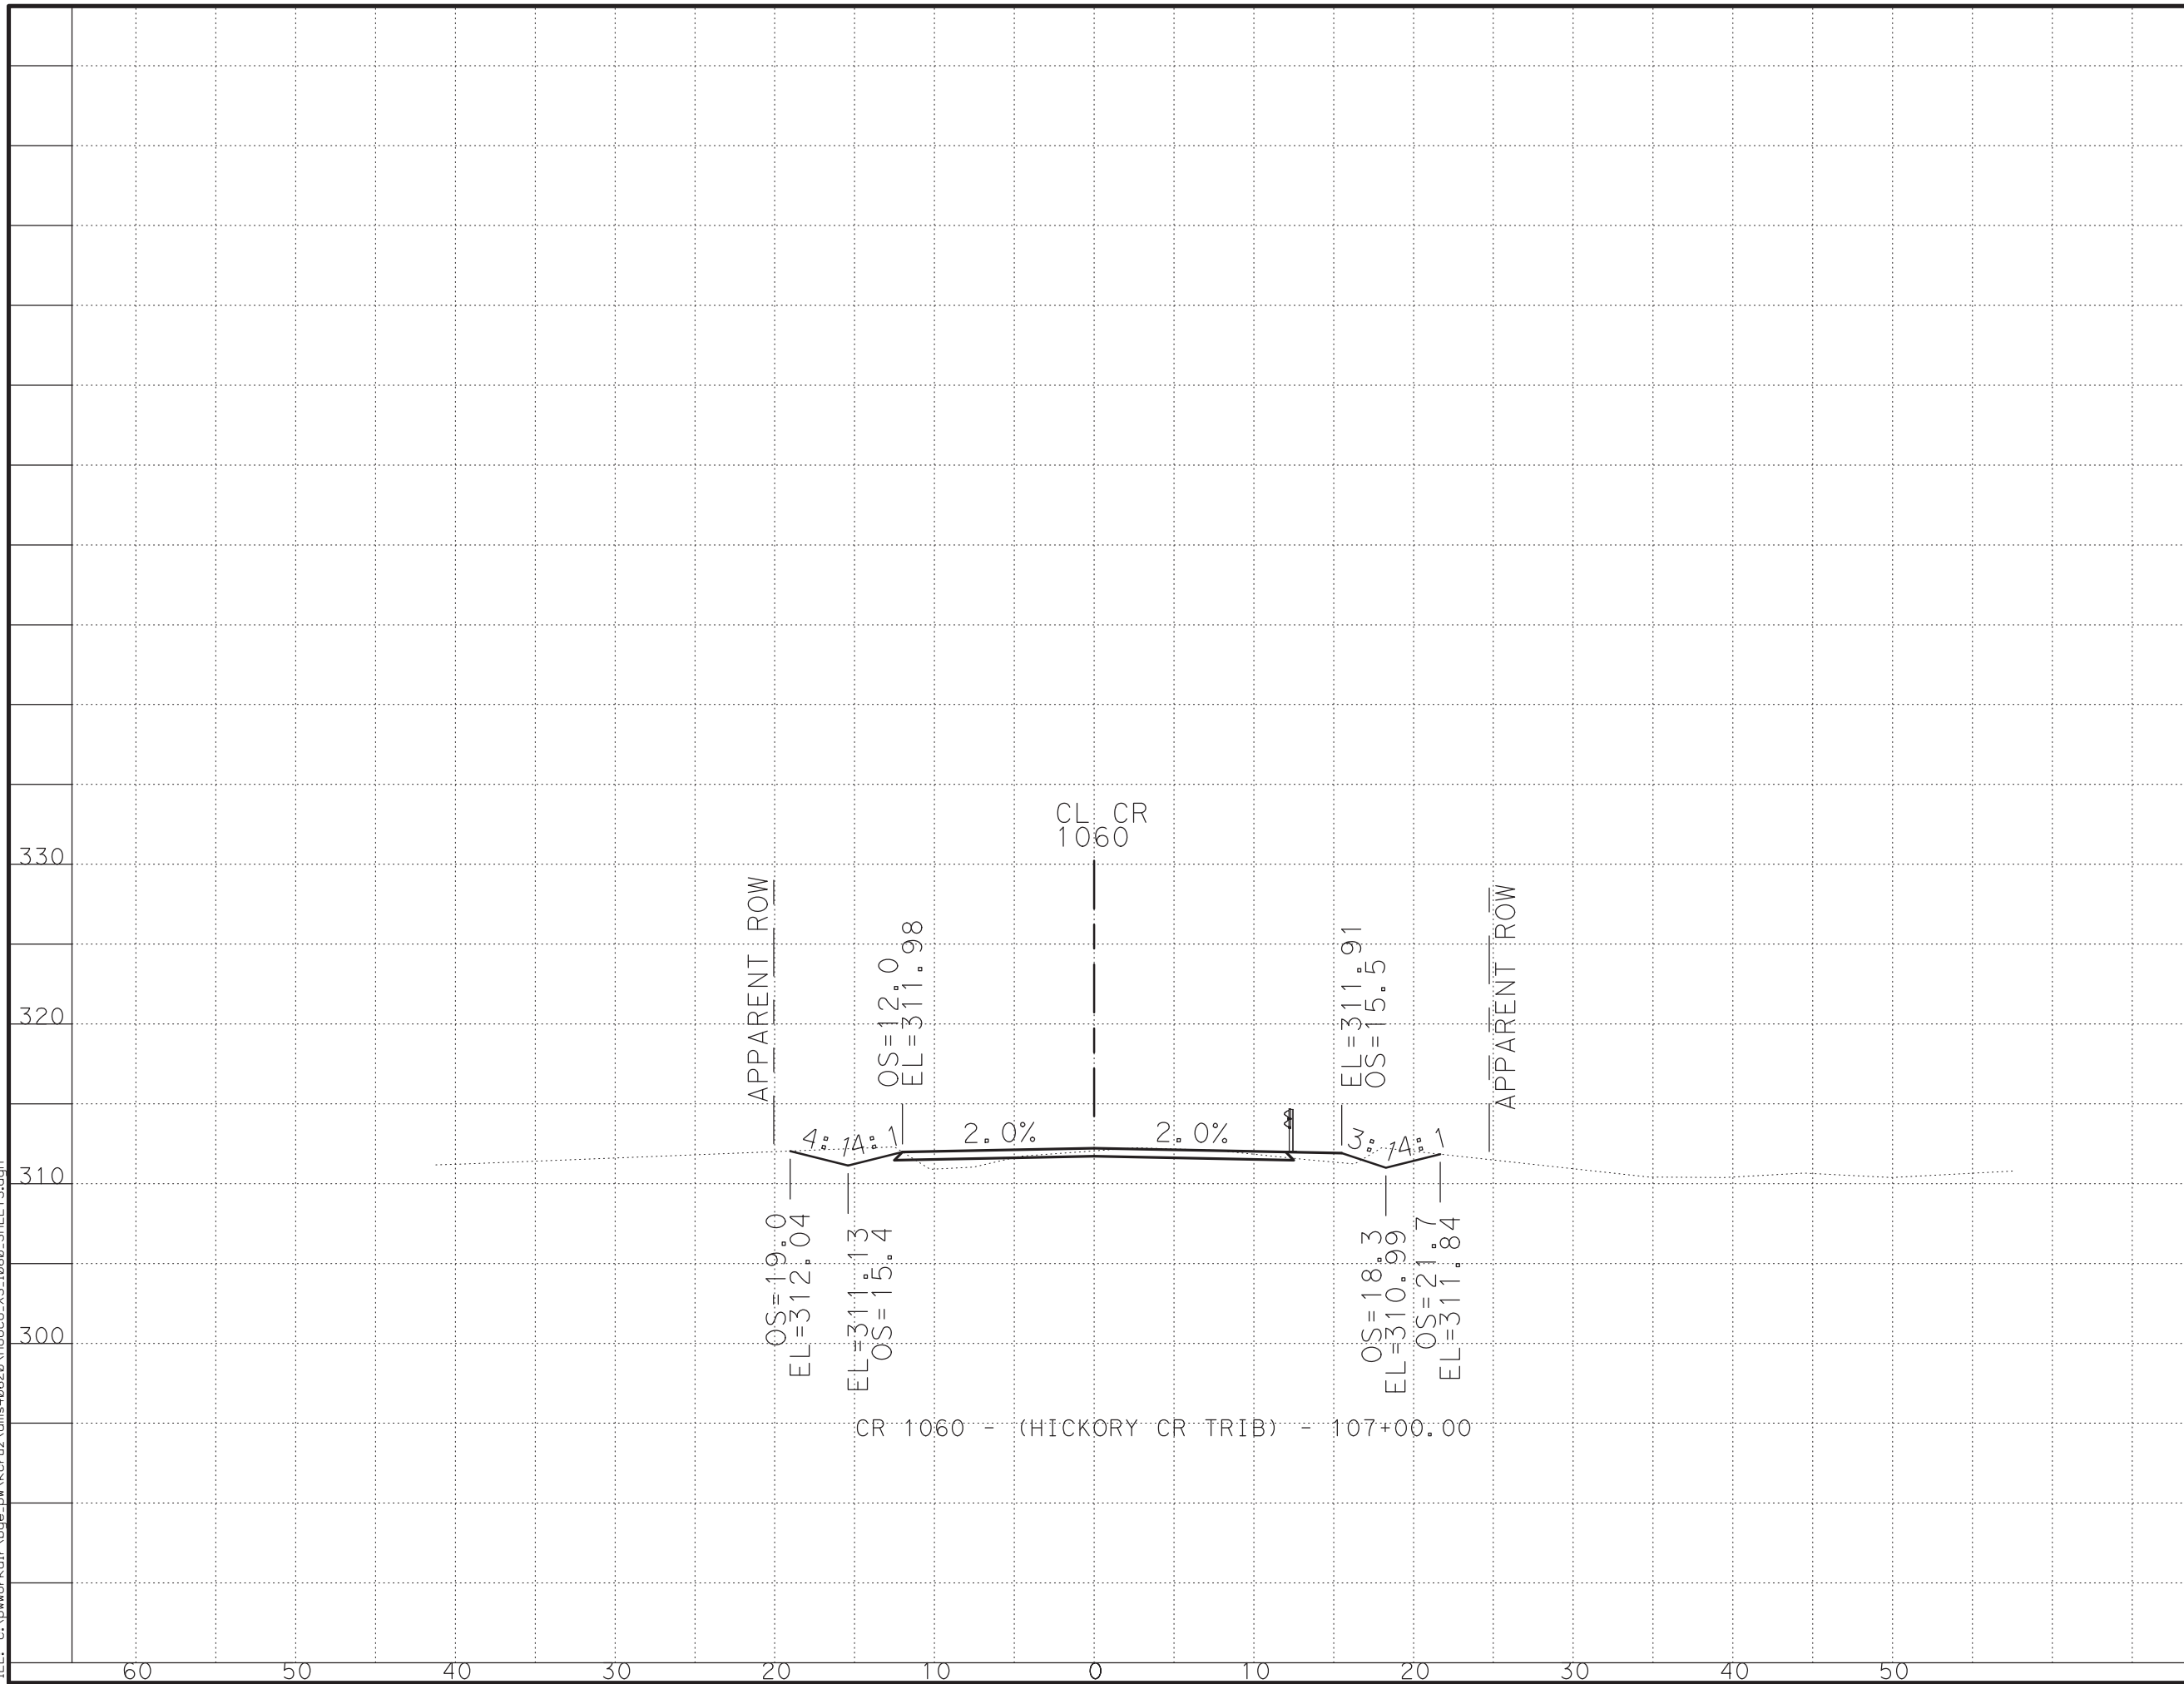 CL CR
1060
330
320
310
300
APPARENT ROW
OS=12.0
EL=311.98
EL=311.91
OS=15.5
APPARENT ROW
4:1
4:1
2.0%
2.0%
3:1
4:1
OS=19.0
EL=312.04
EL=311.13
OS=15.4
OS=18.3
EL=310.99
OS=21.7
EL=311.84
CR 1060 - (HICKORY CR TRIB) - 107+00.00
60 50 40 30 20 10 0 10 20 30 40 50